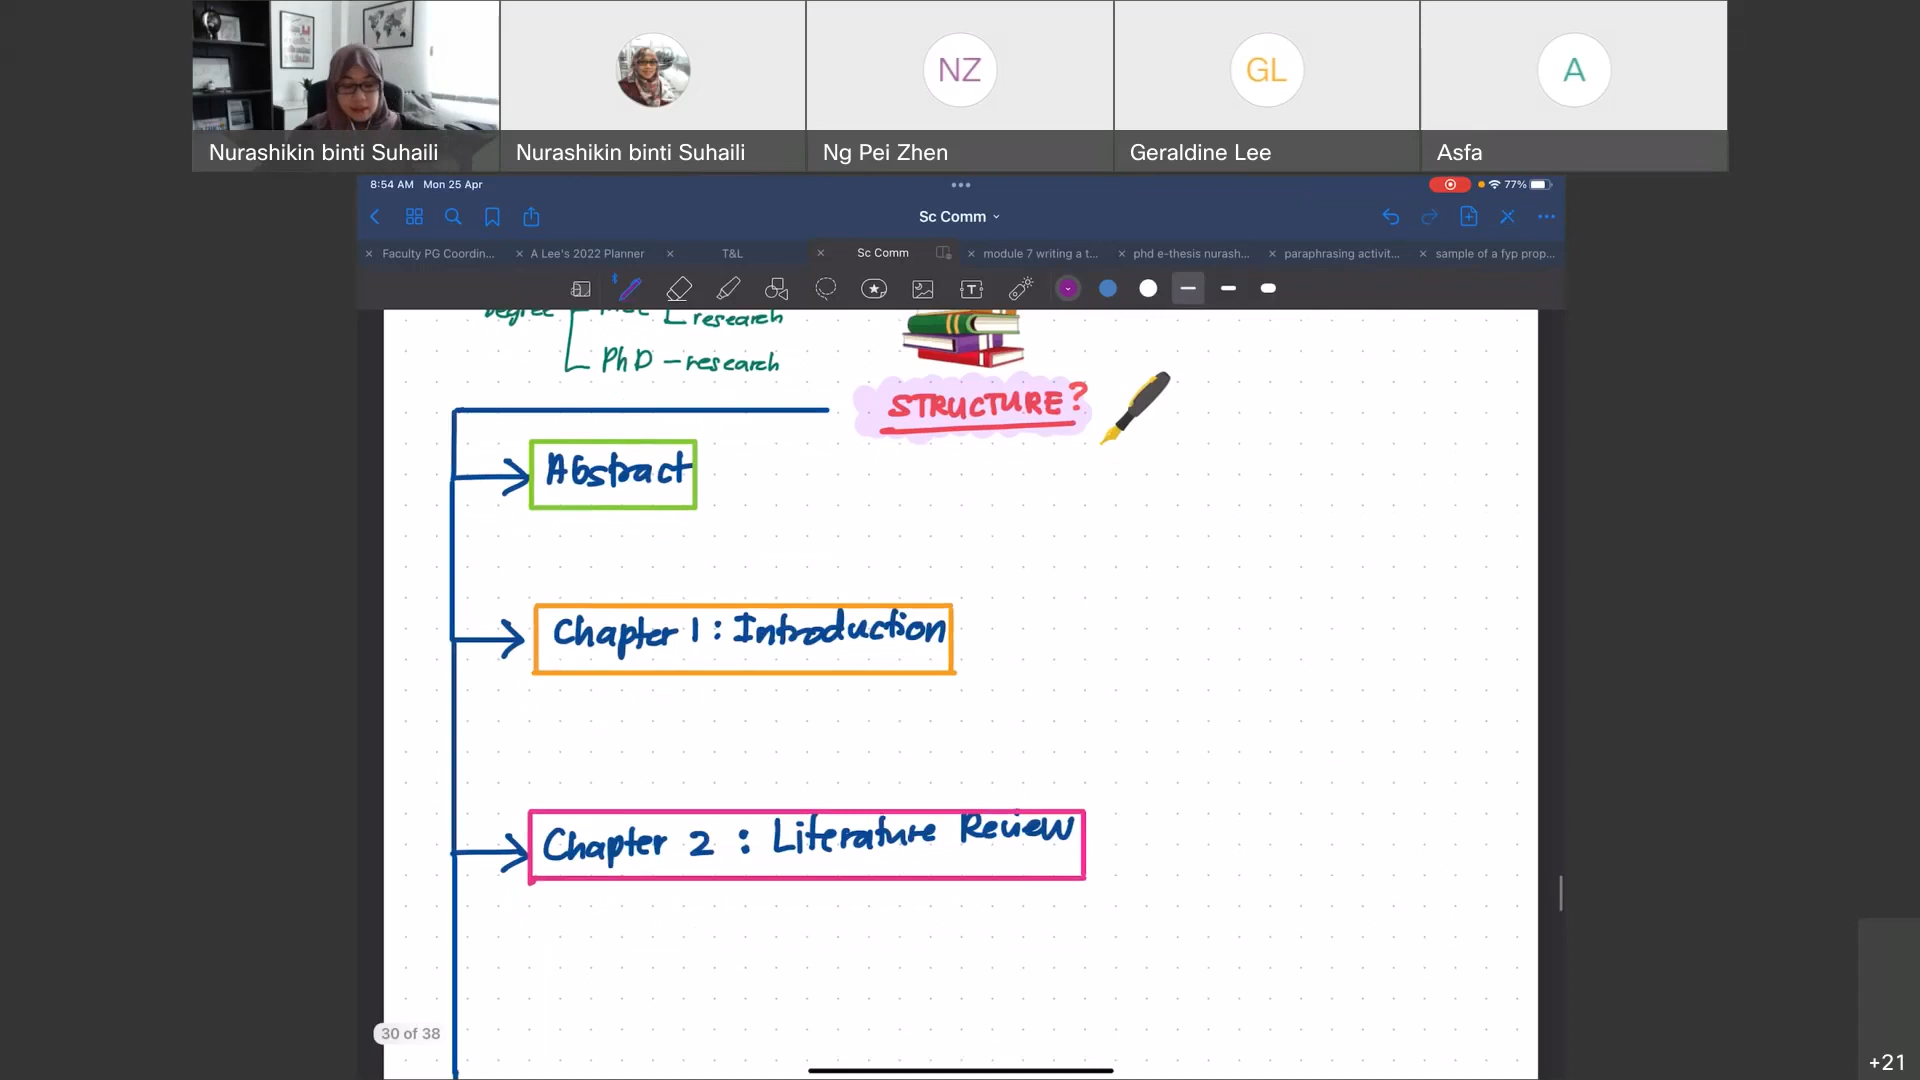 NZ
GL
A
Nurashikin binti Suhaili
Nurashikin binti Suhaili
Ng Pei Zhen
Geraldine Lee
Asfa
8:54 AM Mon 25 Apr
77%
Sc Comm
Faculty PG Coordin...
A Lee's 2022 Planner
T&L
Sc Comm
module 7 writing a t...
phd e-thesis nurash...
paraphrasing activit...
sample of a fyp prop...
research
PhD - research
STRUCTURE?
Abstract
Chapter 1 : Introduction
Chapter 2 : Literature Review
30 of 38
+21